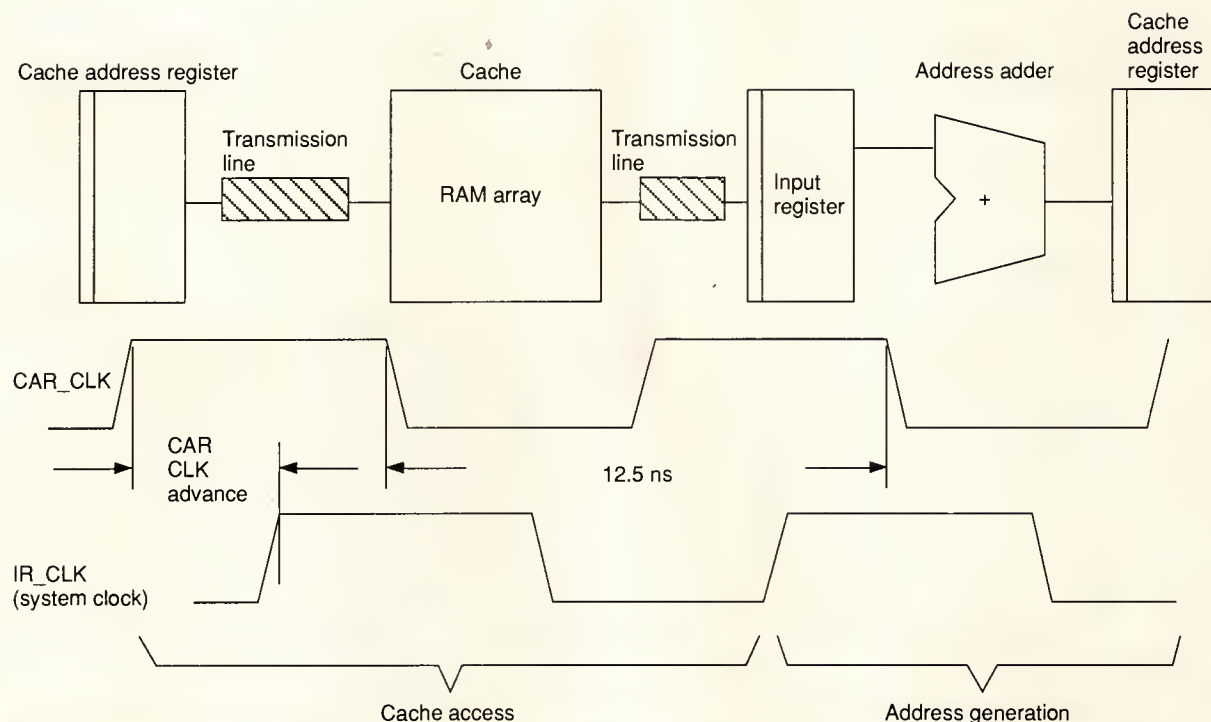 Cache address register
Cache
Address adder
Cache
address
register
Transmission
line
RAM array
Transmission
line
Input
register
+
CAR_CLK
CAR
CLK
advance
12.5 ns
IR_CLK
(system clock)
Cache access
Address generation